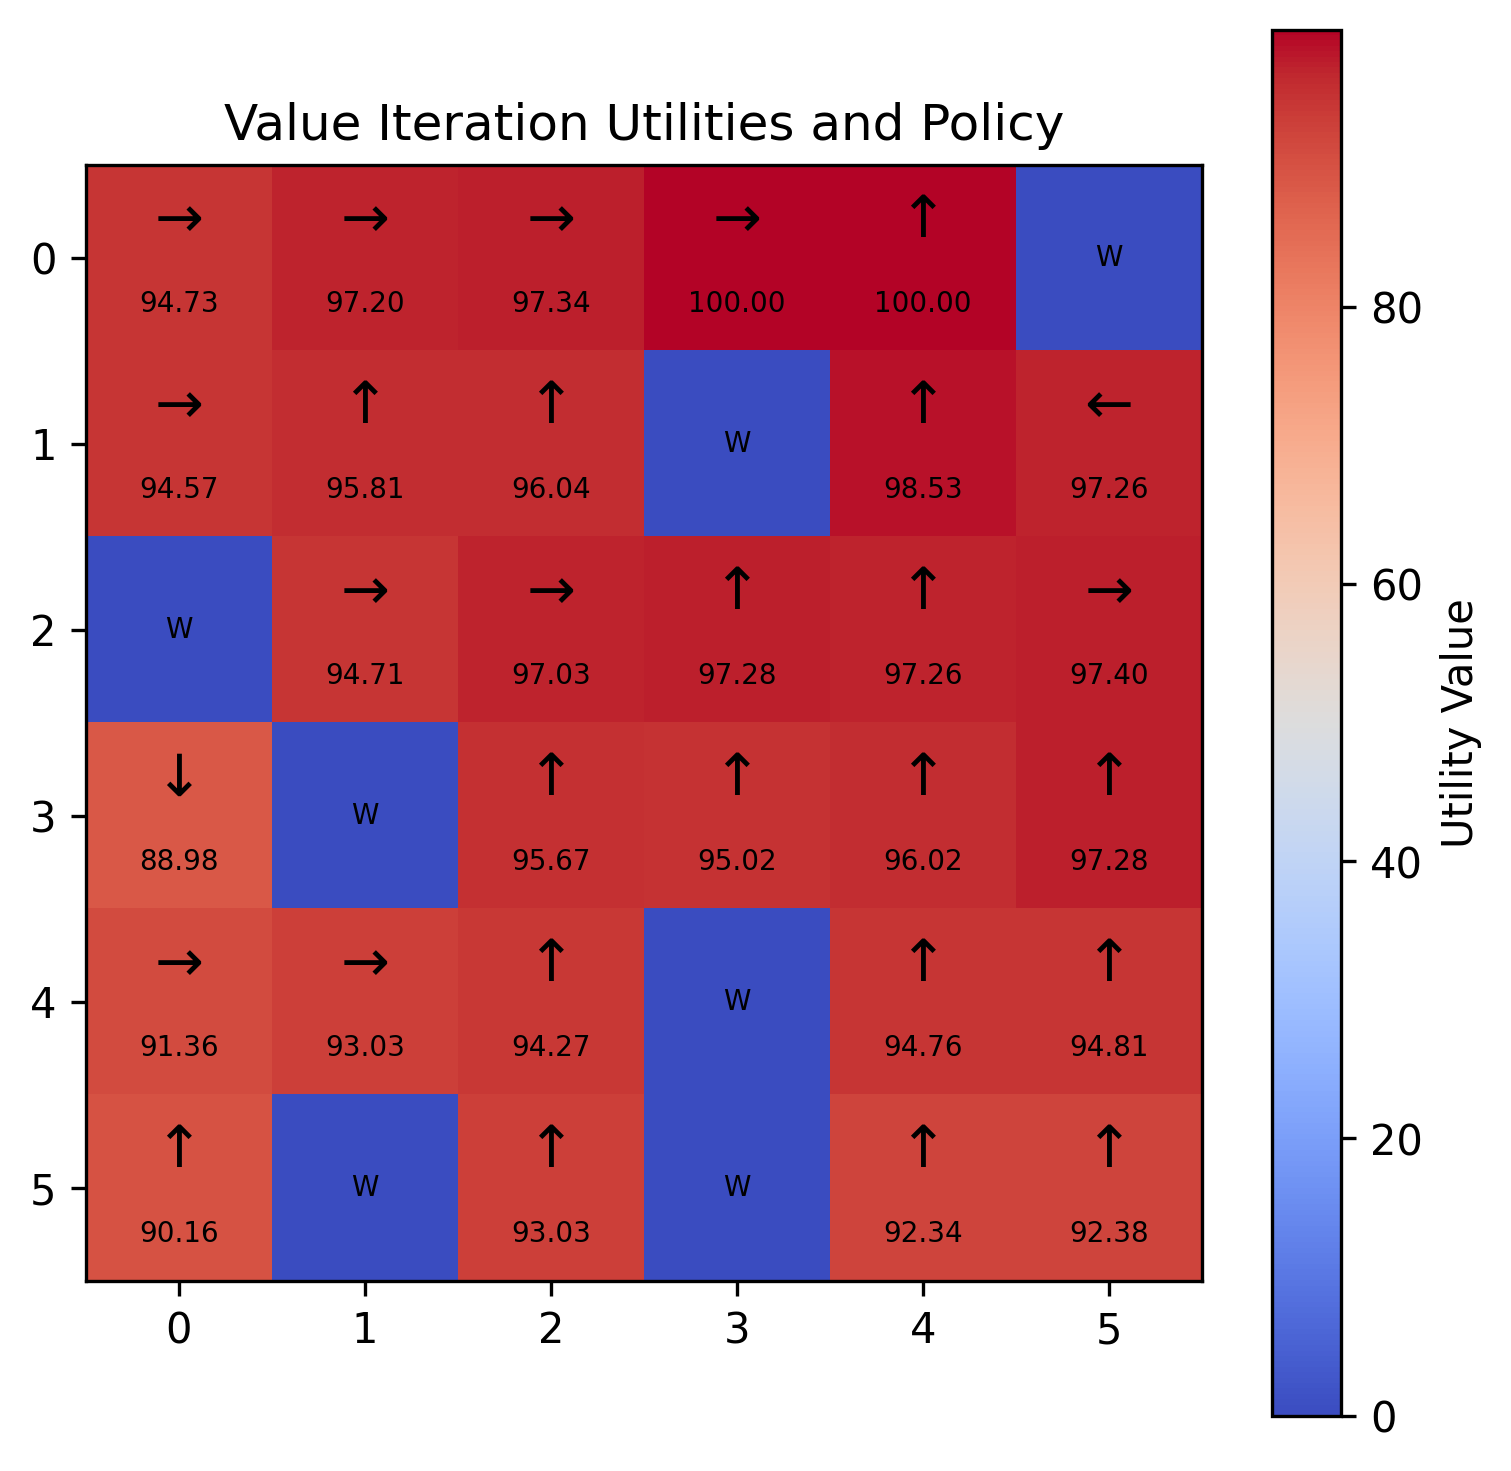 Value Iteration Utilities and Policy
0
→ → → → ↑ W
94.73 97.20 97.34 100.00 100.00
1
→ ↑ ↑ W ↑ ←
94.57 95.81 96.04 98.53 97.26
2
W → → ↑ ↑ →
94.71 97.03 97.28 97.26 97.40
3
↓ W ↑ ↑ ↑ ↑
88.98 95.67 95.02 96.02 97.28
4
→ → ↑ W ↑ ↑
91.36 93.03 94.27 94.76 94.81
5
↑ W ↑ W ↑ ↑
90.16 93.03 92.34 92.38
0 1 2 3 4 5
80
60
40
20
0
Utility Value